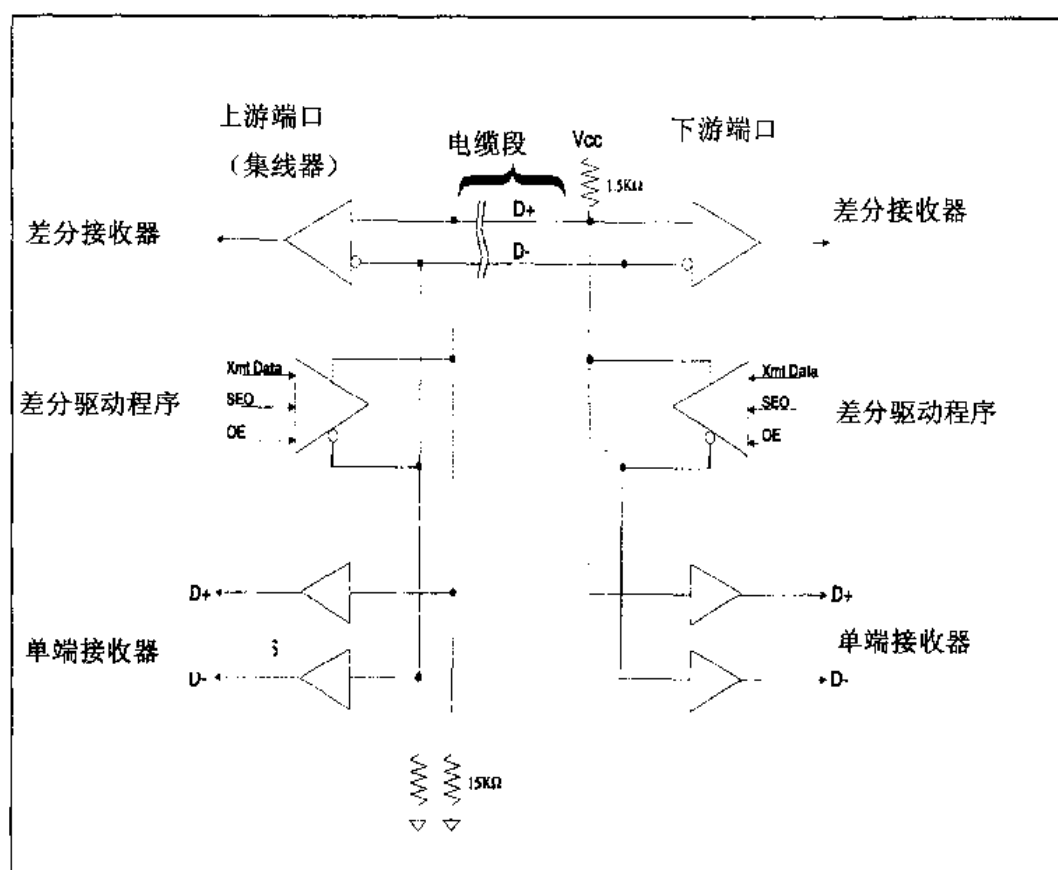 上游端口
（集线器）
电缆段
Vcc
下游端口
1.5KΩ
差分接收器
D+
D-
差分接收器
差分驱动程序
Xmt Data
SEO
OE
Xmt Data
SEO
OE
差分驱动程序
D+
单端接收器
D-
D+
单端接收器
D-
15KΩ